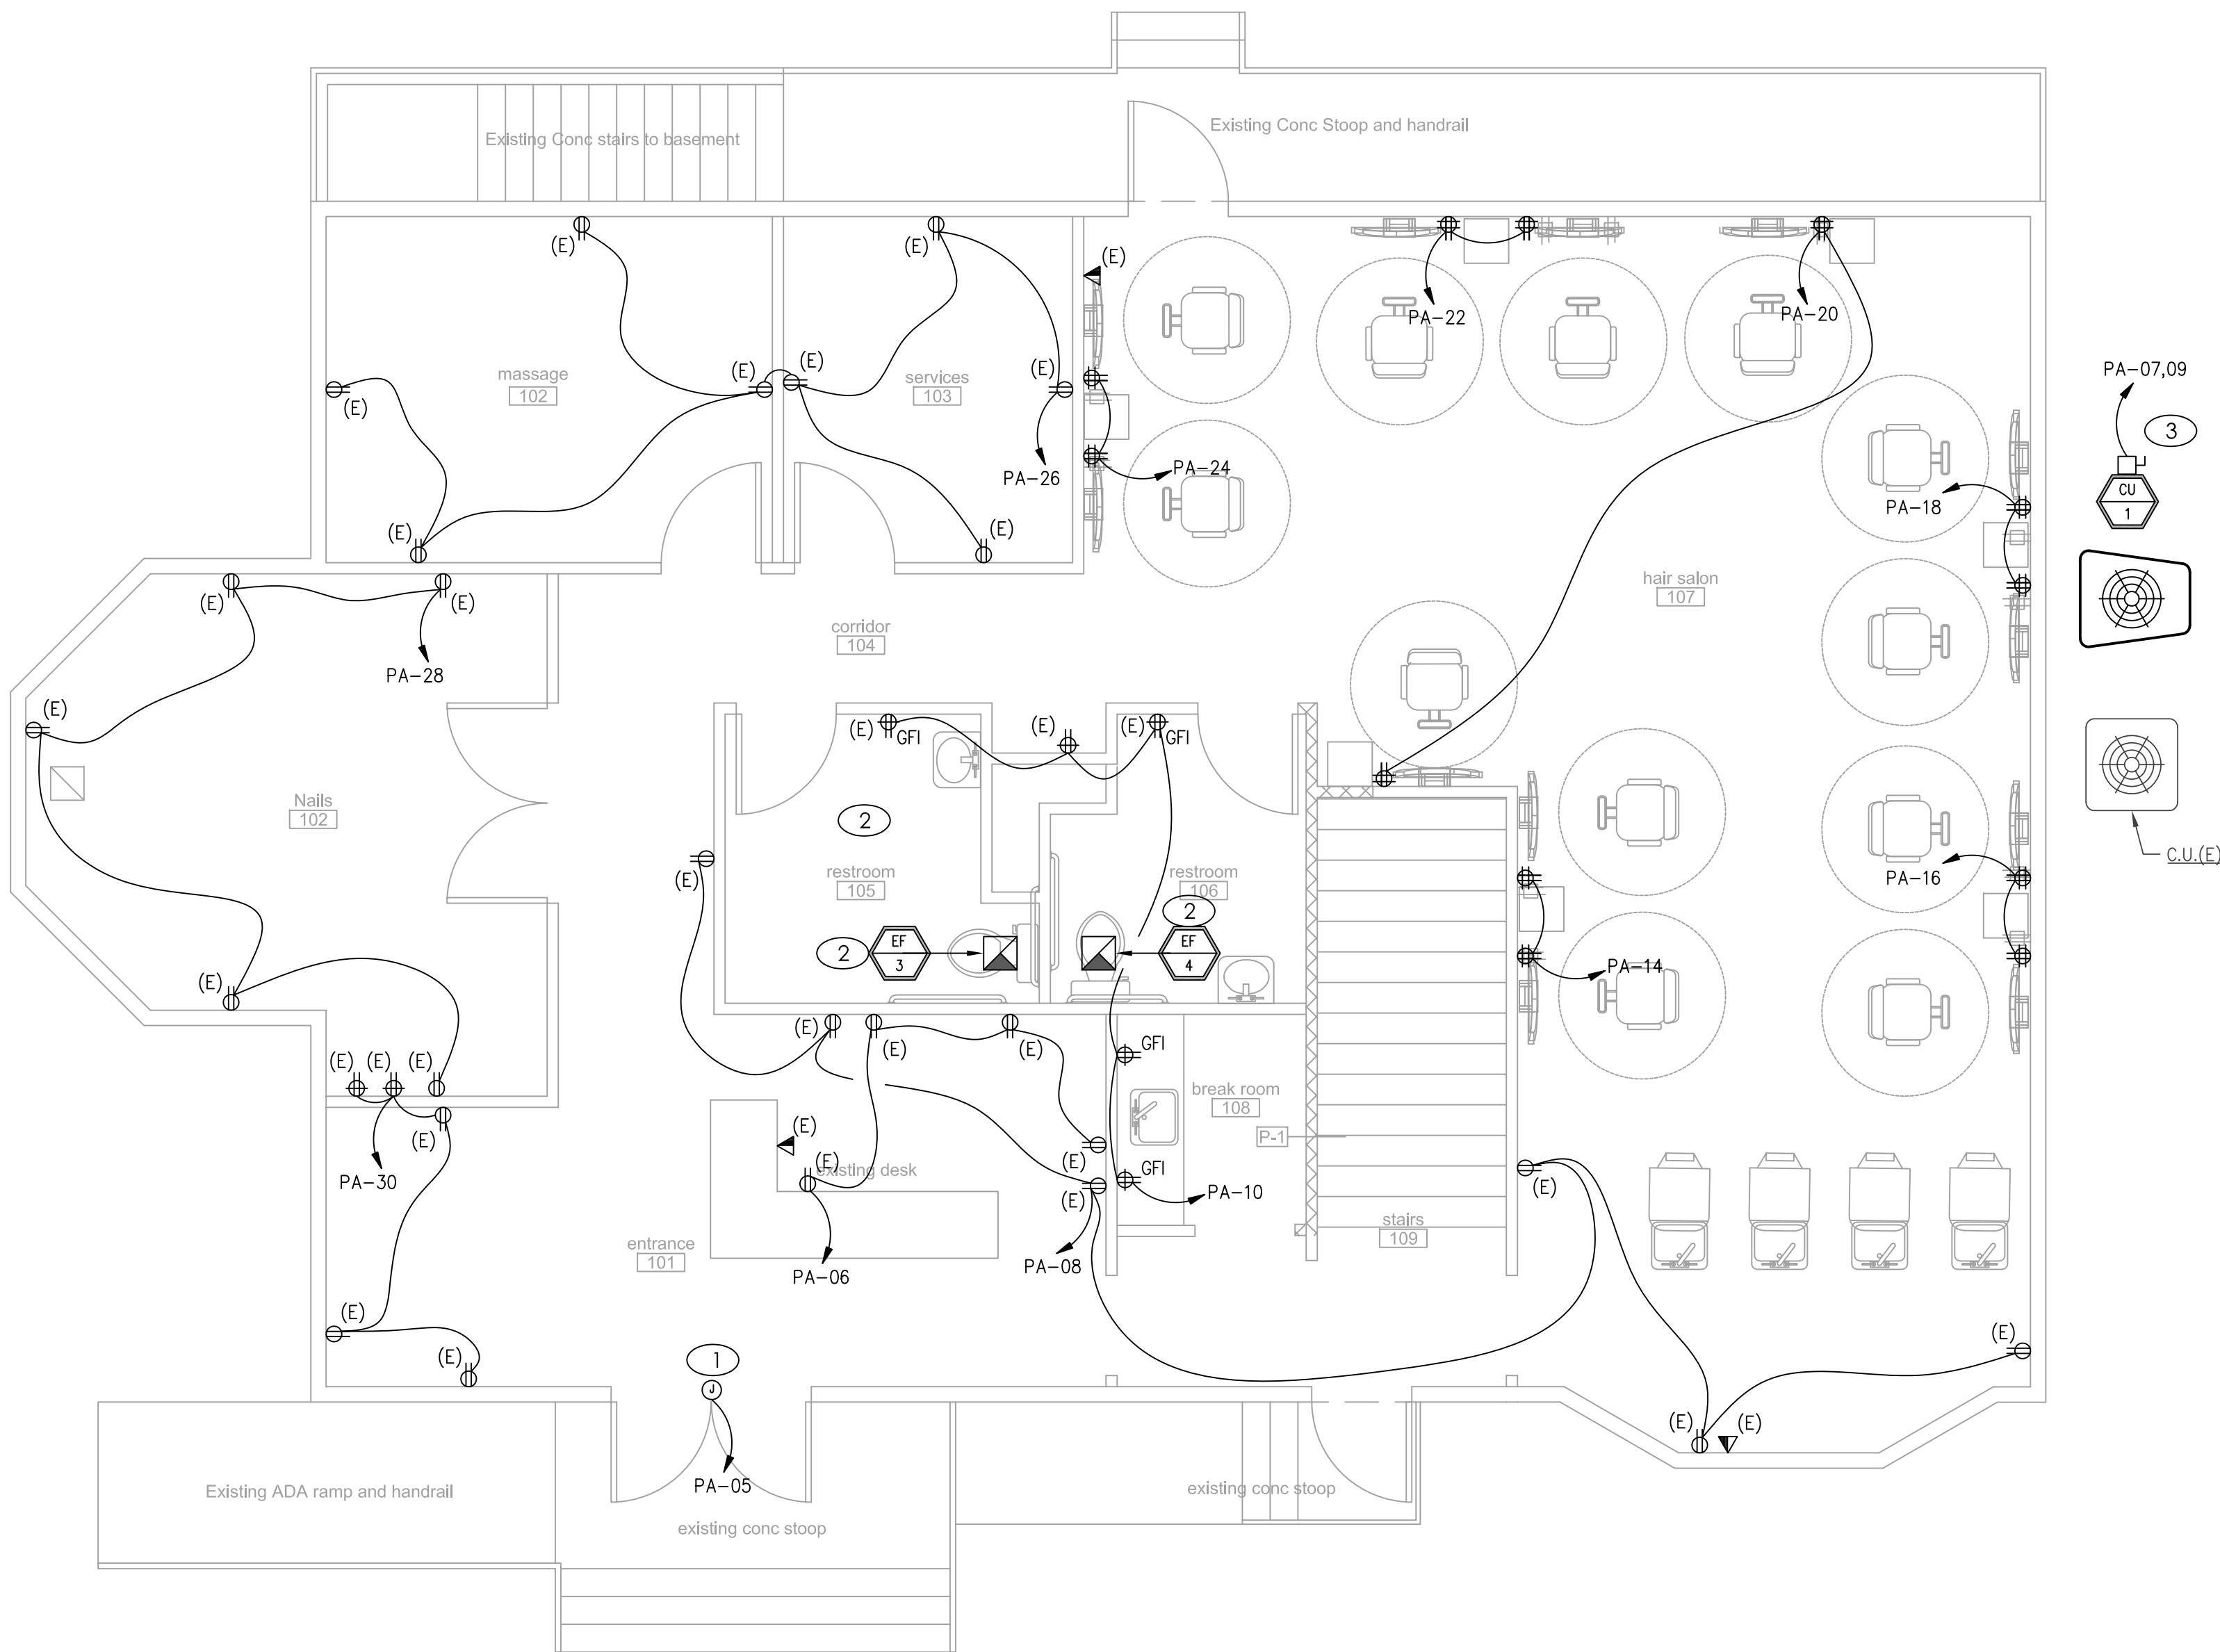 Existing Conc stairs to basement
Existing Conc Stoop and handrail
(E)
(E)
(E)
PA-22
PA-20
PA-07,09
3
CU
1
massage
102
(E)
(E)
services
103
(E)
(E)
PA-26
PA-24
PA-18
(E)
(E)
hair salon
107
(E)
(E)
PA-28
corridor
104
(E)
(E)
GFI
(E)
(E)
GFI
Nails
102
2
C.U.(E)
(E)
restroom
105
restroom
106
PA-16
2
2
EF
3
EF
4
PA-14
(E)
(E)
(E)
(E)
GFI
(E)
(E)
(E)
break room
108
(E)
(E)
P-1
(E)
existing desk
(E)
GFI
PA-30
(E)
PA-10
(E)
entrance
101
PA-06
PA-08
stairs
109
(E)
(E)
(E)
1
J
(E)
(E)
PA-05
Existing ADA ramp and handrail
existing conc stoop
existing conc stoop